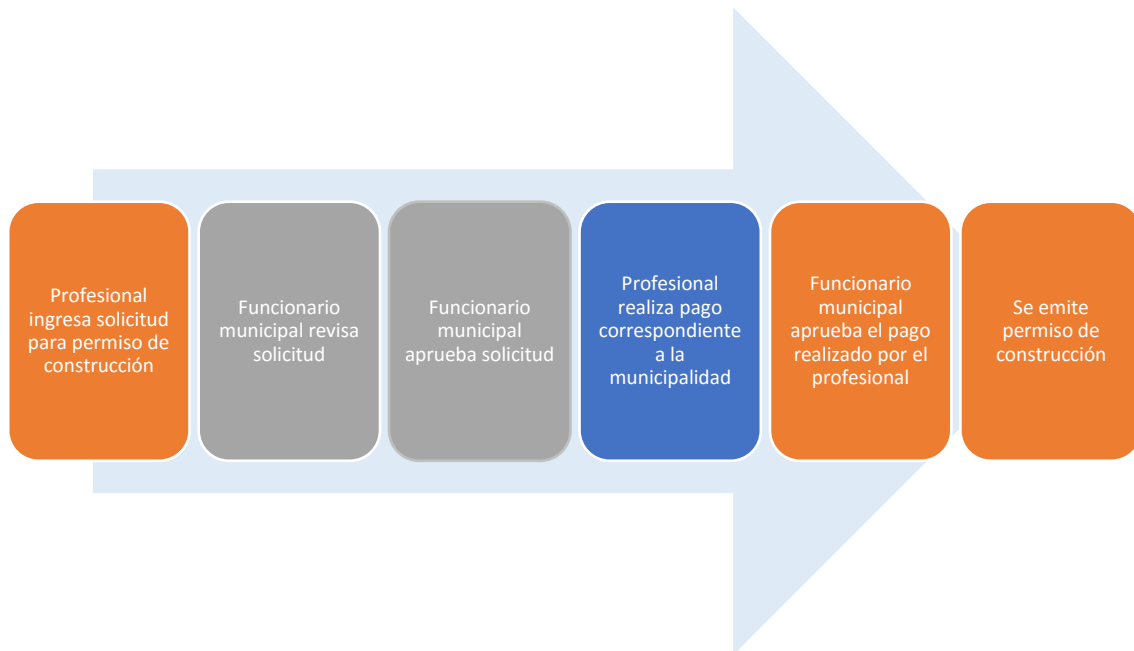 Profesional
ingresa solicitud
para permiso de
construcción
Funcionario
municipal revisa
solicitud
Funcionario
municipal
aprueba solicitud
Profesional
realiza pago
correspondiente
a la
municipalidad
Funcionario
municipal
aprueba el pago
realizado por el
profesional
Se emite
permiso de
construcción